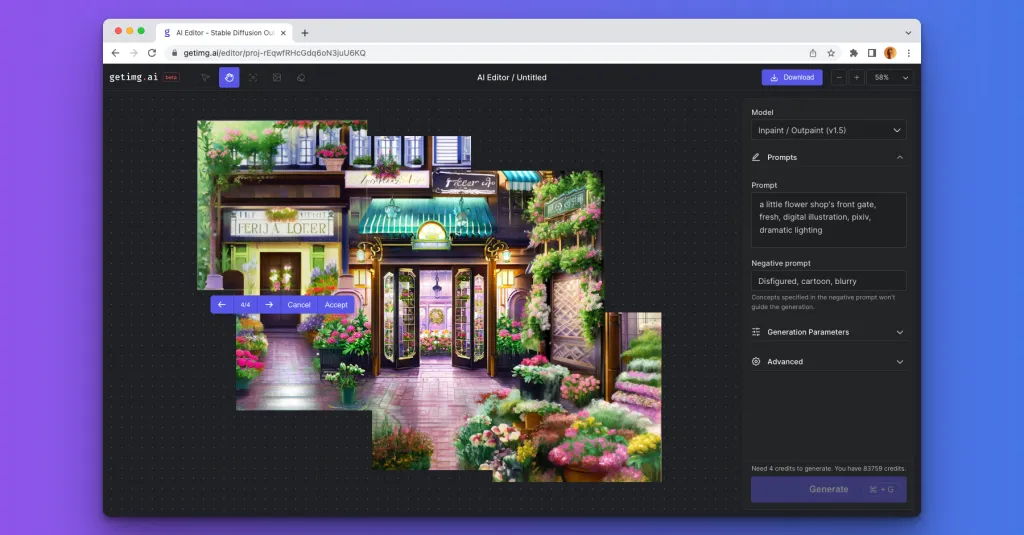 AI Editor - Stable Diffusion Ou
getimg.ai/editor/proj-rEqwfRHcGdq6oN3juU6KQ
getimg.ai beta
AI Editor / Untitled
Download
58%
Model
Inpaint / Outpaint (v1.5)
Prompts
Prompt
a little flower shop's front gate,
fresh, digital illustration, pixiv,
dramatic lighting
Negative prompt
Disfigured, cartoon, blurry
Concepts specified in the negative prompt won't
guide the generation.
Generation Parameters
Advanced
Need 4 credits to generate. You have 83759 credits.
Generate ⌘ + G
4/4 Cancel Accept